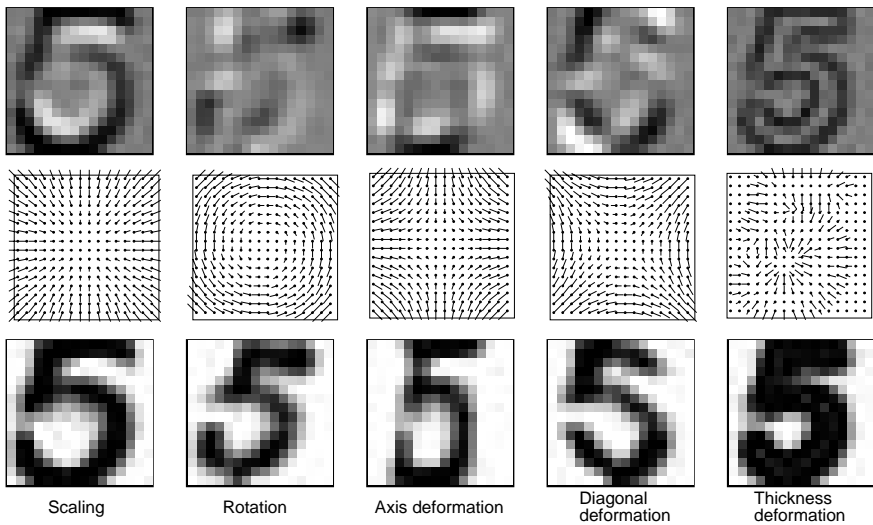 Scaling
Rotation
Axis deformation
Diagonal
deformation
Thickness
deformation